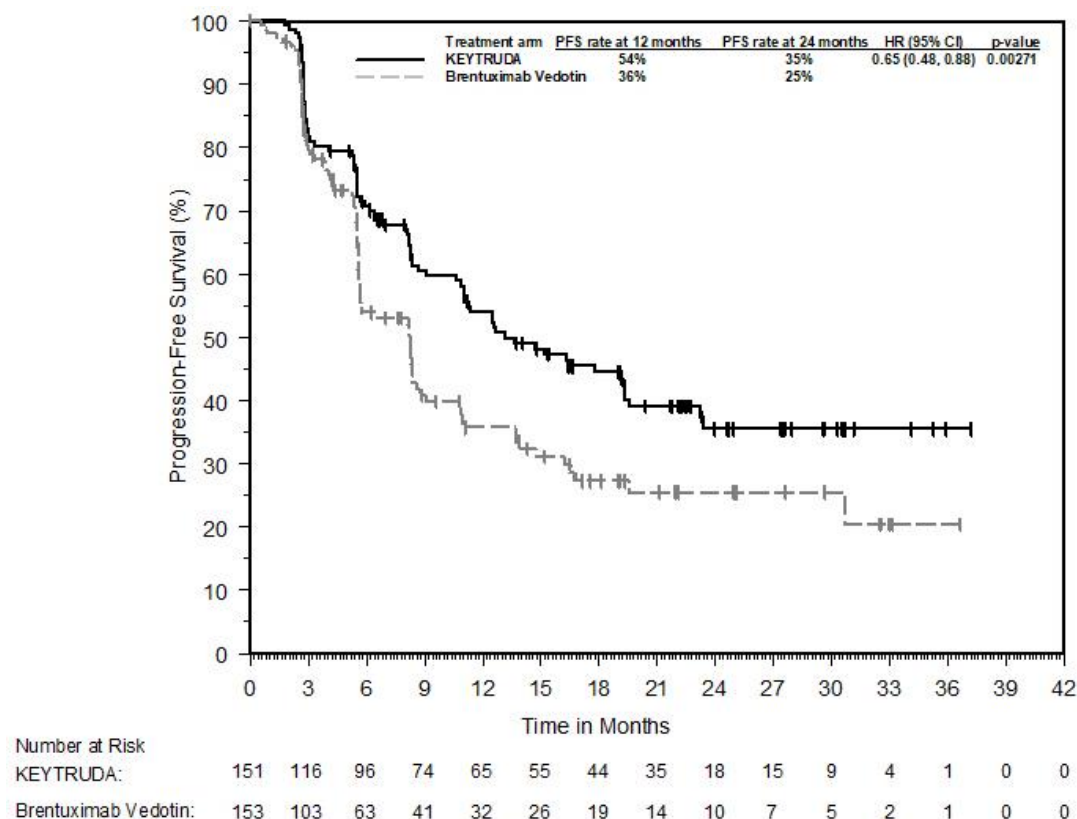 Treatment arm PFS rate at 12 months PFS rate at 24 months HR (95% CI) p-value
KEYTRUDA 54% 35% 0.65 (0.48, 0.88) 0.00271
Brentuximab Vedotin 36% 25%
Progression-Free Survival (%)
100
90
80
70
60
50
40
30
20
10
0
0 3 6 9 12 15 18 21 24 27 30 33 36 39 42
Time in Months
Number at Risk
KEYTRUDA: 151 116 96 74 65 55 44 35 18 15 9 4 1 0 0
Brentuximab Vedotin: 153 103 63 41 32 26 19 14 10 7 5 2 1 0 0